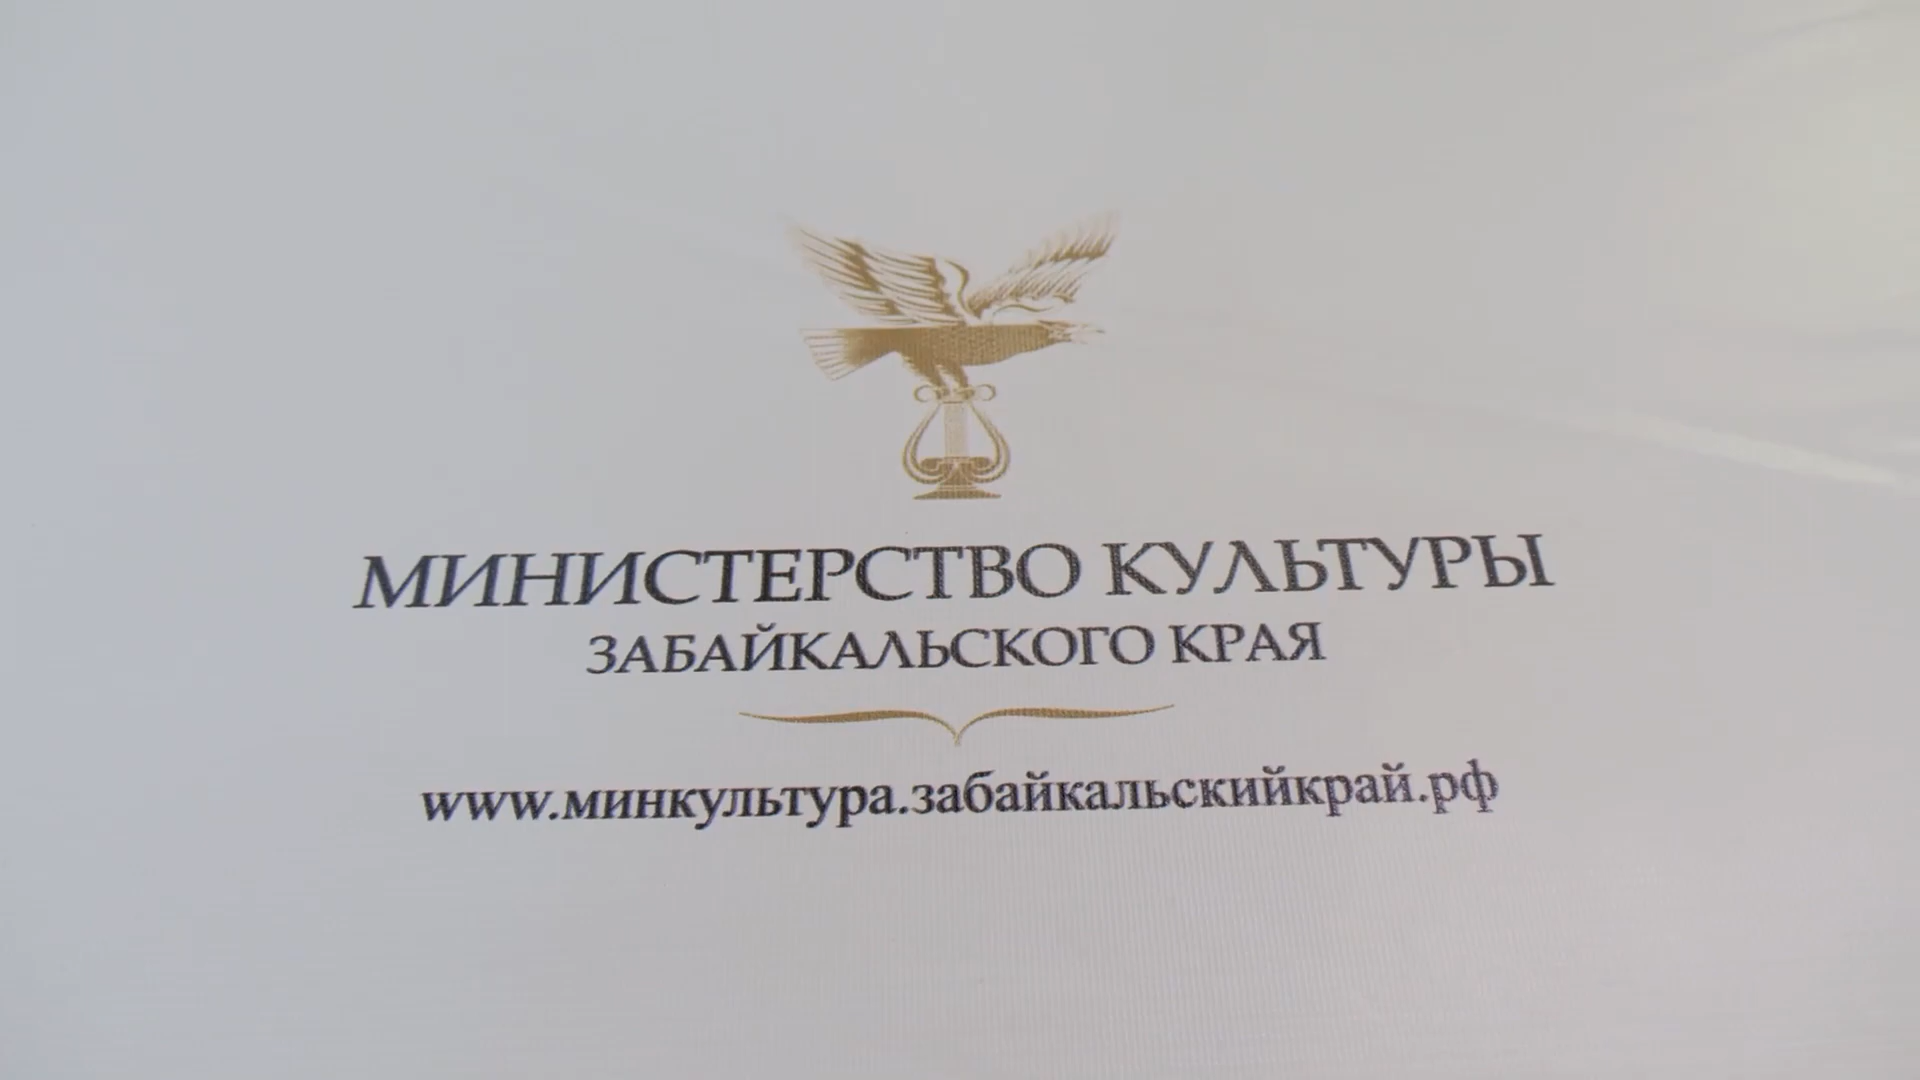 МИНИСТЕРСТВО КУЛЬТУРЫ
ЗАБАЙКАЛЬСКОГО КРАЯ
www.минкультура.забайкальскийкрай.рф